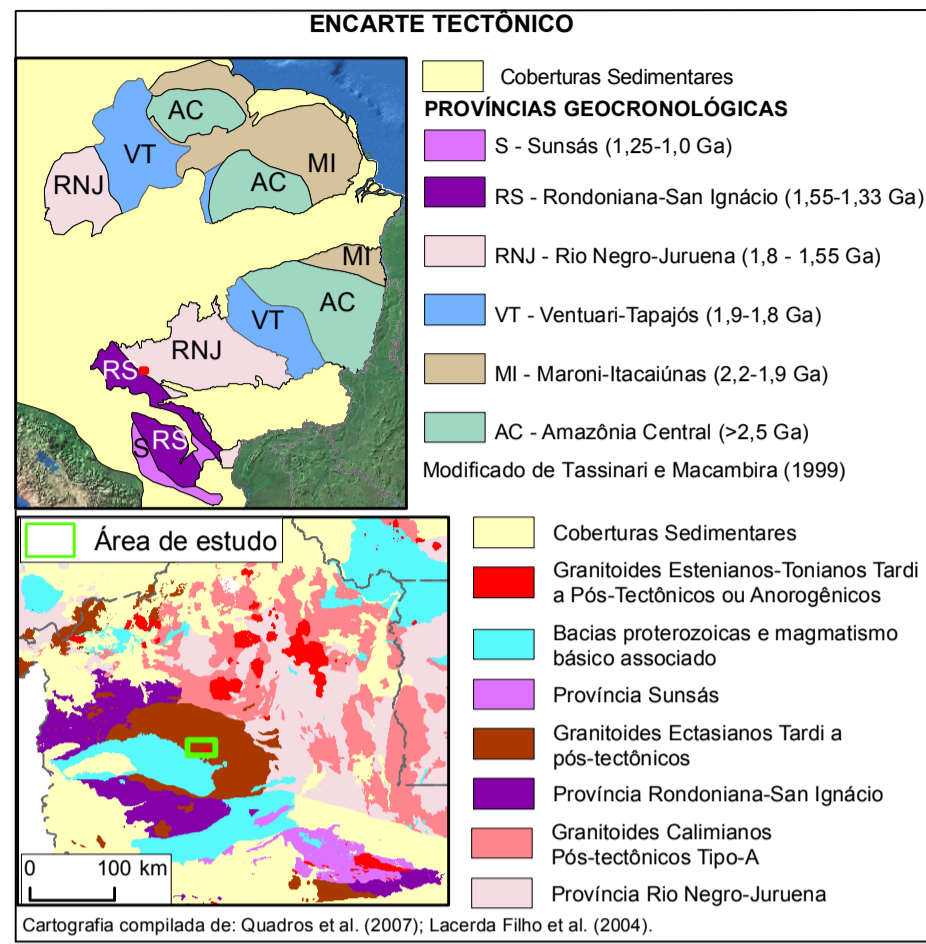 ENCARTE TECTÔNICO
AC
VT
MI
RNJ
AC
MI
AC
VT
RNJ
RS
RS
S
Coberturas Sedimentares
PROVÍNCIAS GEOCRONOLÓGICAS
S - Sunsás (1,25-1,0 Ga)
RS - Rondoniana-San Ignácio (1,55-1,33 Ga)
RNJ - Rio Negro-Juruena (1,8 - 1,55 Ga)
VT - Ventuari-Tapajós (1,9-1,8 Ga)
MI - Maroni-Itacaiúnas (2,2-1,9 Ga)
AC - Amazônia Central (>2,5 Ga)
Modificado de Tassinari e Macambira (1999)
Área de estudo
0 100 km
Coberturas Sedimentares
Granitoides Estenianos-Tonianos Tardi
a Pós-Tectônicos ou Anorogênicos
Bacias proterozoicas e magmatismo
básico associado
Província Sunsás
Granitoides Ectasianos Tardi a
pós-tectônicos
Província Rondoniana-San Ignácio
Granitoides Calimianos
Pós-tectônicos Tipo-A
Província Rio Negro-Juruena
Cartografia compilada de: Quadros et al. (2007); Lacerda Filho et al. (2004).